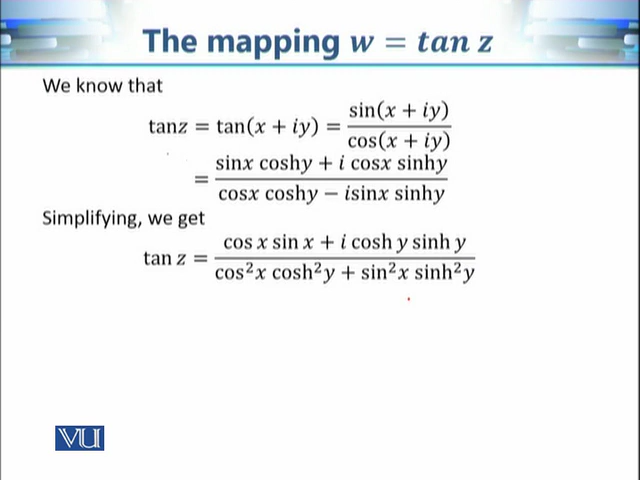 The mapping w = tan z
We know that
tanz = tan(x + iy) = sin(x + iy) / cos(x + iy)
= sinx coshy + i cosx sinhy / cosx coshy − isinx sinhy
Simplifying, we get
tan z = cos x sin x + i cosh y sinh y / cos²x cosh²y + sin²x sinh²y
VU